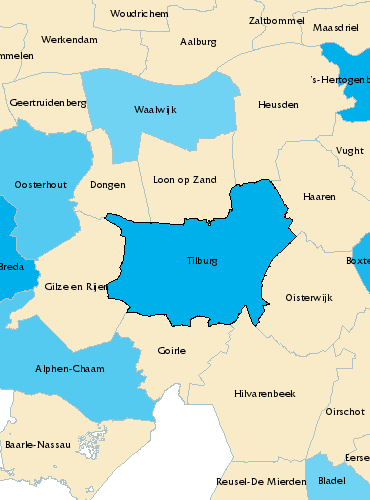 Woudrichem
Zaltbommel
Maasdriel
Werkendam
Aalburg
mmelen
's-Hertogenb
Geertruidenberg
Waalwijk
Heusden
Vught
Oosterhout
Dongen
Loon op Zand
Haaren
Breda
Tilburg
Boxte
Gilze en Rijen
Oisterwijk
Goirle
Alphen-Chaam
Hilvarenbeek
Oirschot
Baarle-Nassau
Eerse
Reusel-De Mierden
Bladel